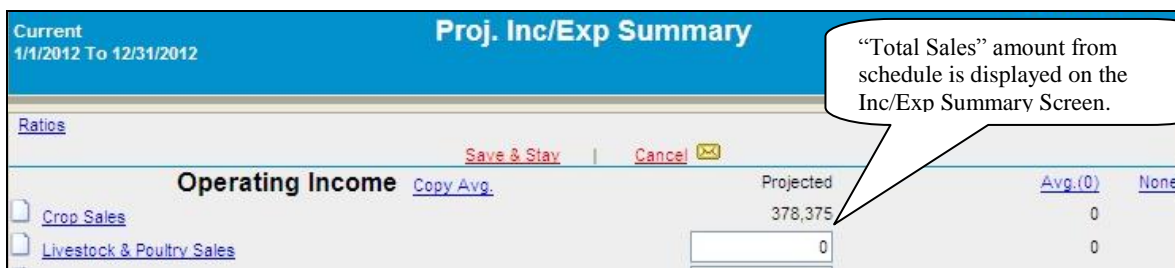 Current
Proj. Inc/Exp Summary
1/1/2012 To 12/31/2012
“Total Sales” amount from
schedule is displayed on the
Inc/Exp Summary Screen.
Ratios
Save & Stay | Cancel
Operating Income Copy Avg. Projected Avg.(0) None
Crop Sales 378,375 0
Livestock & Poultry Sales 0 0